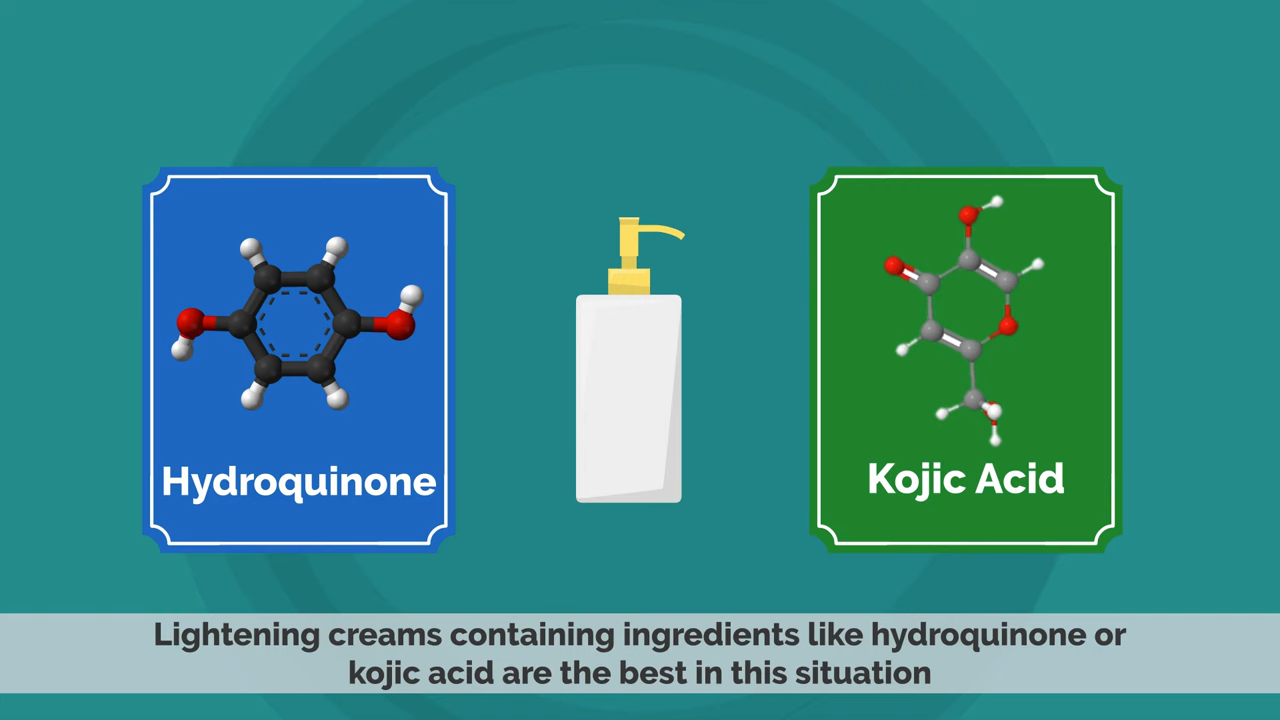 Hydroquinone
Kojic Acid
Lightening creams containing ingredients like hydroquinone or
kojic acid are the best in this situation